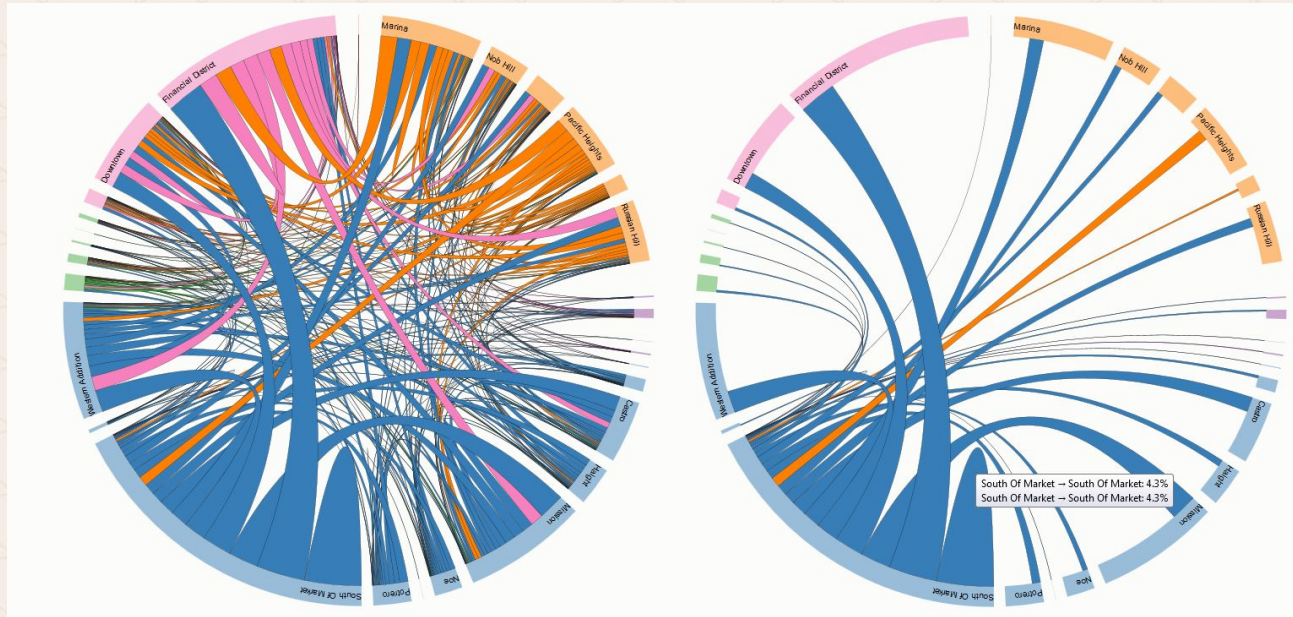 Marina
Nob Hill
Pacific Heights
Russian Hill
Castro
Haight
Mission
Noe
Potrero
South Of Market
Western Addition
Downtown
Financial District
Marina
Nob Hill
Pacific Heights
Russian Hill
Castro
Haight
Mission
Noe
Potrero
South Of Market
Western Addition
Downtown
Financial District
South Of Market → South Of Market: 4.3%
South Of Market → South Of Market: 4.3%